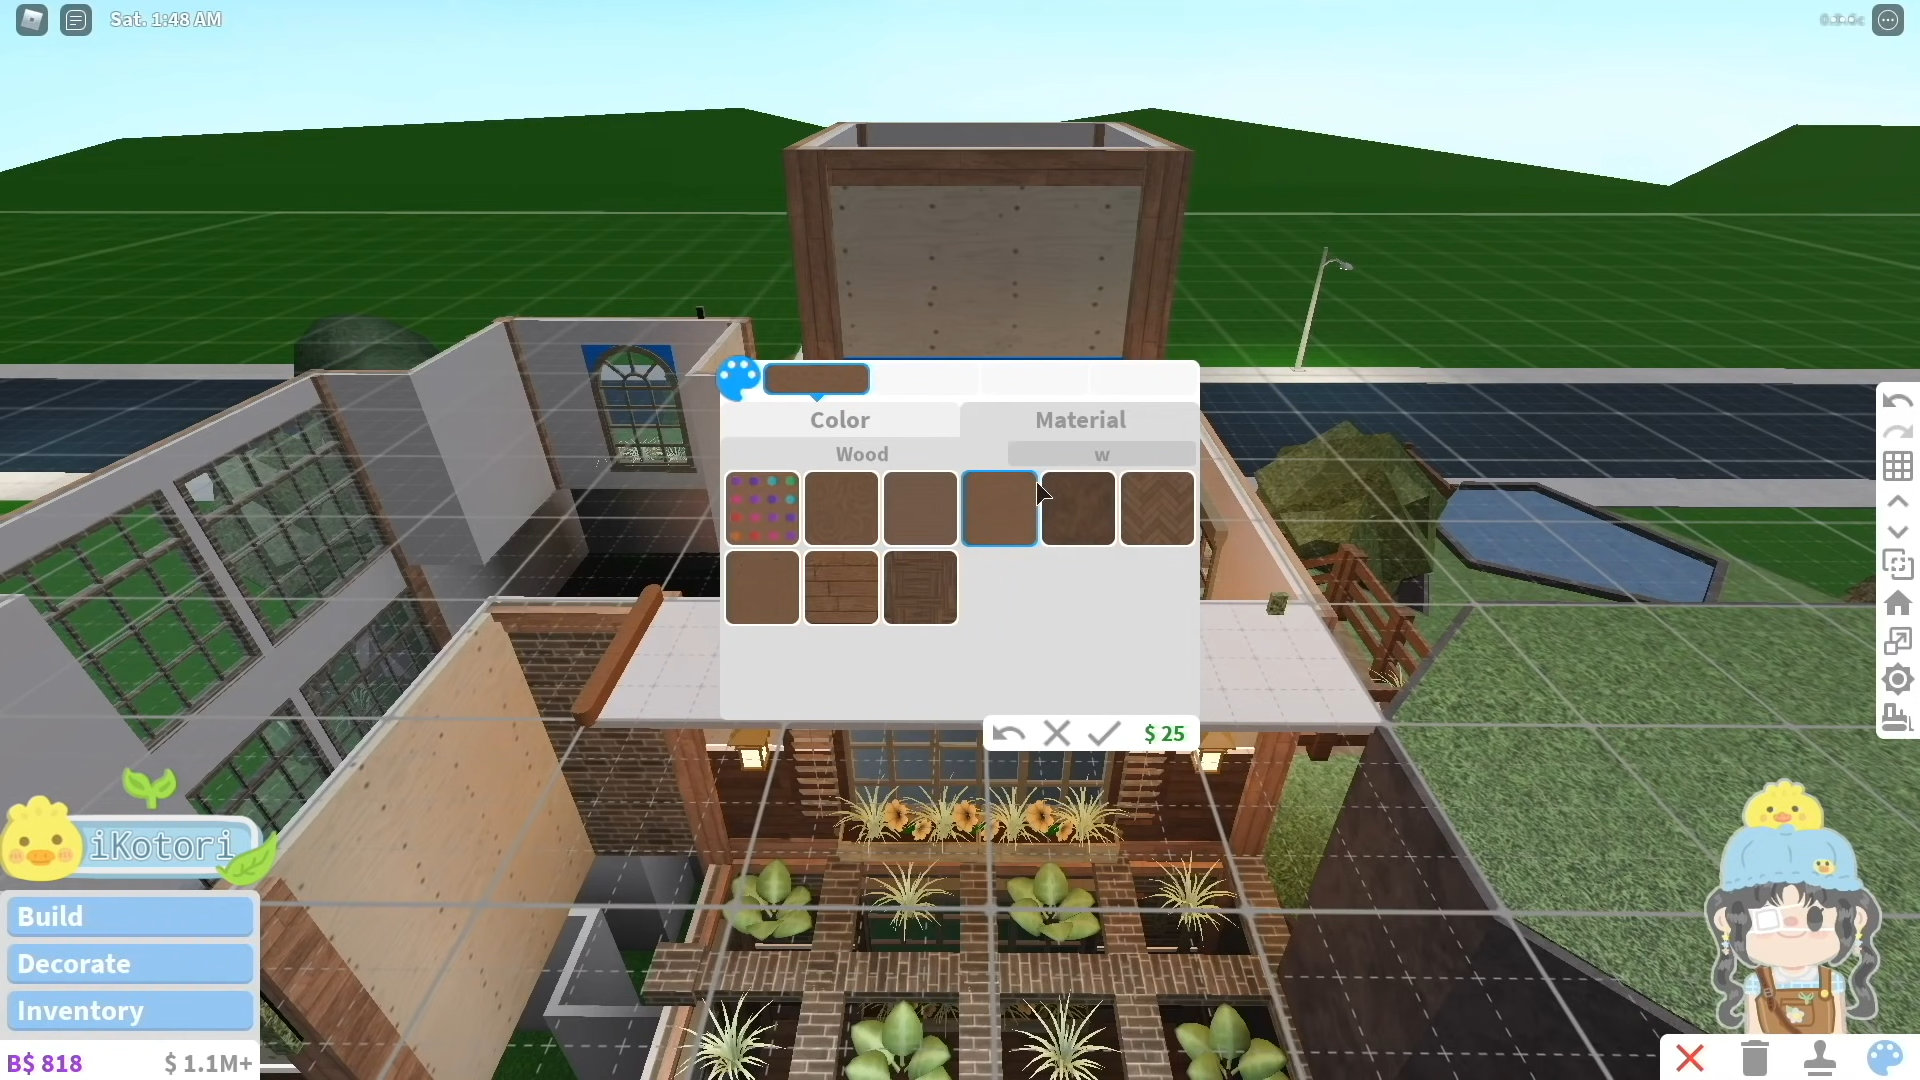 Sat. 1:48 AM
Color
Material
Wood
w
$ 25
iKotori
Build
Decorate
Inventory
B$ 818
$ 1.1M+